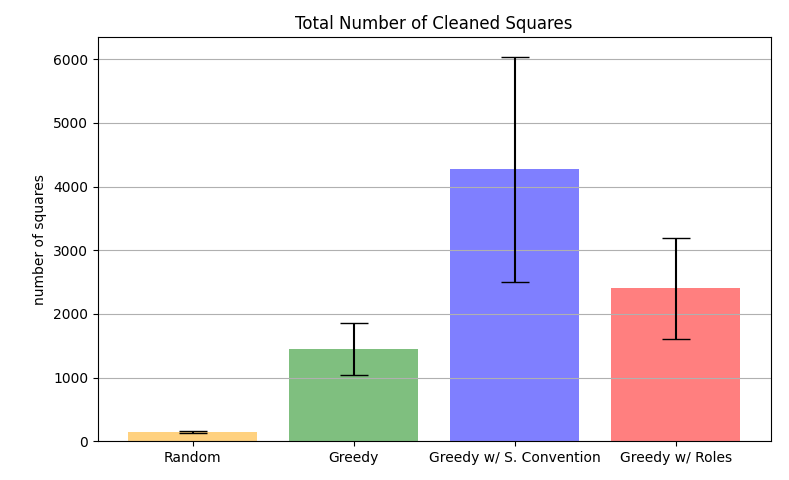 Total Number of Cleaned Squares
number of squares
6000
5000
4000
3000
2000
1000
0
Random
Greedy
Greedy w/ S. Convention
Greedy w/ Roles